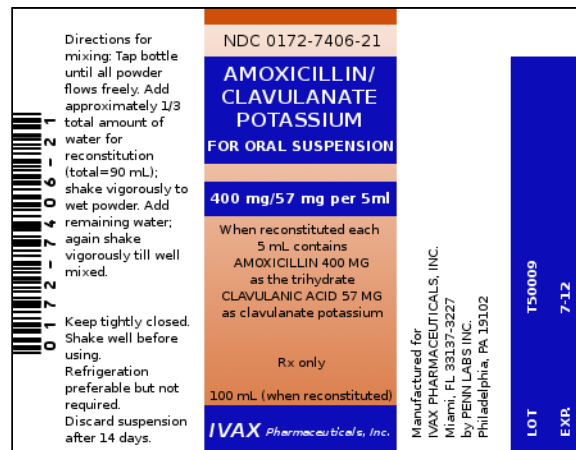 Directions for
mixing: Tap bottle
until all powder
flows freely. Add
approximately 1/3
total amount of
water for
reconstitution
(total=90 mL);
shake vigorously to
wet powder. Add
remaining water;
again shake
vigorously till well
mixed.
Keep tightly closed.
Shake well before
using.
Refrigeration
preferable but not
required.
Discard suspension
after 14 days.
0172-7406-21
NDC 0172-7406-21
AMOXICILLIN/
CLAVULANATE
POTASSIUM
FOR ORAL SUSPENSION
400 mg/57 mg per 5ml
When reconstituted each
5 mL contains
AMOXICILLIN 400 MG
as the trihydrate
CLAVULANIC ACID 57 MG
as clavulanate potassium
Rx only
100 mL (when reconstituted)
IVAX Pharmaceuticals, Inc.
Manufactured for
IVAX PHARMACEUTICALS, INC.
Miami, FL 33137-3227
by PENN LABS INC.
Philadelphia, PA 19102
LOT T50009
EXP. 7-12